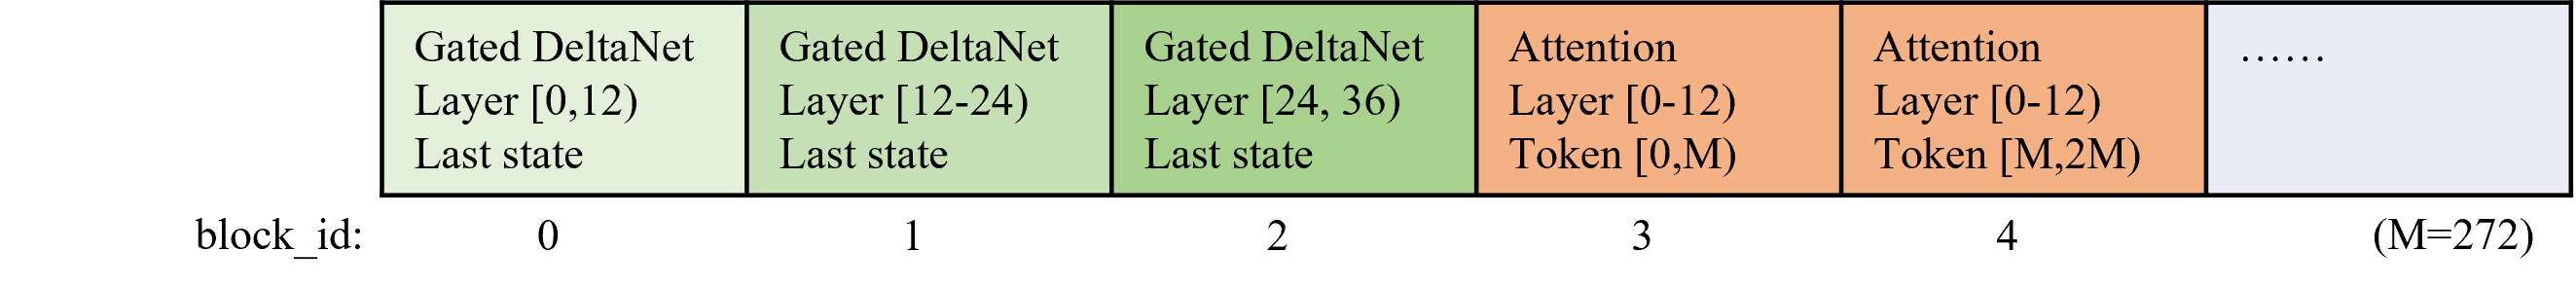 Gated DeltaNet
Layer [0,12)
Last state
Gated DeltaNet
Layer [12-24)
Last state
Gated DeltaNet
Layer [24, 36)
Last state
Attention
Layer [0-12)
Token [0,M)
Attention
Layer [0-12)
Token [M,2M)
……
block_id: 0 1 2 3 4 (M=272)